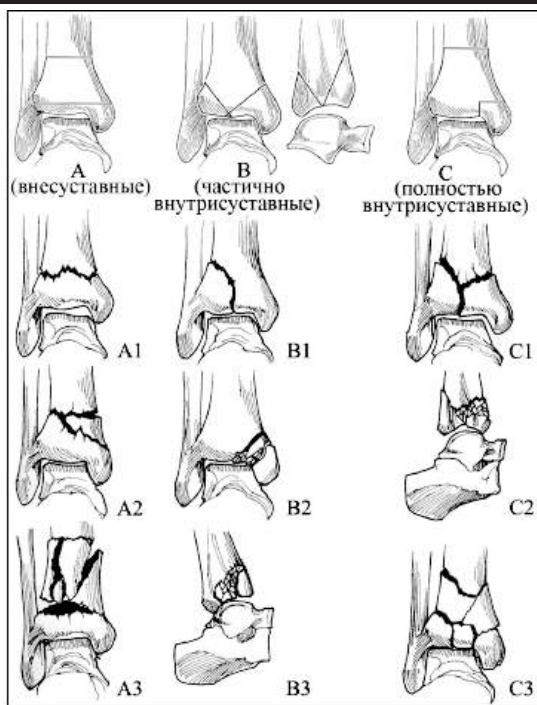 A
(внесуставные)
B
(частично
внутрисуставные)
C
(полностью
внутрисуставные)
A1
B1
C1
A2
B2
C2
A3
B3
C3